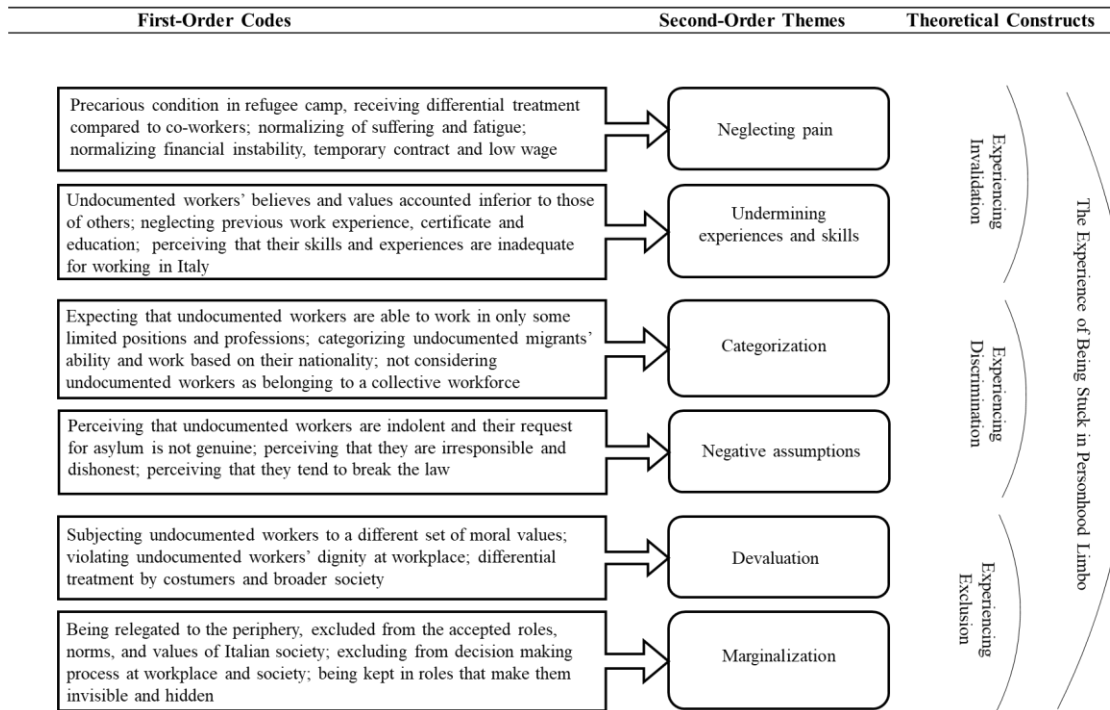 First-Order Codes
Second-Order Themes
Theoretical Constructs
Precarious condition in refugee camp, receiving differential treatment
compared to co-workers; normalizing of suffering and fatigue;
normalizing financial instability, temporary contract and low wage
Neglecting pain
Undocumented workers’ believes and values accounted inferior to those
of others; neglecting previous work experience, certificate and
education; perceiving that their skills and experiences are inadequate
for working in Italy
Undermining
experiences and skills
Experiencing
Invalidation
Expecting that undocumented workers are able to work in only some
limited positions and professions; categorizing undocumented migrants’
ability and work based on their nationality; not considering
undocumented workers as belonging to a collective workforce
Categorization
Perceiving that undocumented workers are indolent and their request
for asylum is not genuine; perceiving that they are irresponsible and
dishonest; perceiving that they tend to break the law
Negative assumptions
Experiencing
Discrimination
Subjecting undocumented workers to a different set of moral values;
violating undocumented workers’ dignity at workplace; differential
treatment by costumers and broader society
Devaluation
Being relegated to the periphery, excluded from the accepted roles,
norms, and values of Italian society; excluding from decision making
process at workplace and society; being kept in roles that make them
invisible and hidden
Marginalization
Experiencing
Exclusion
The Experience of Being Stuck in Personhood Limbo